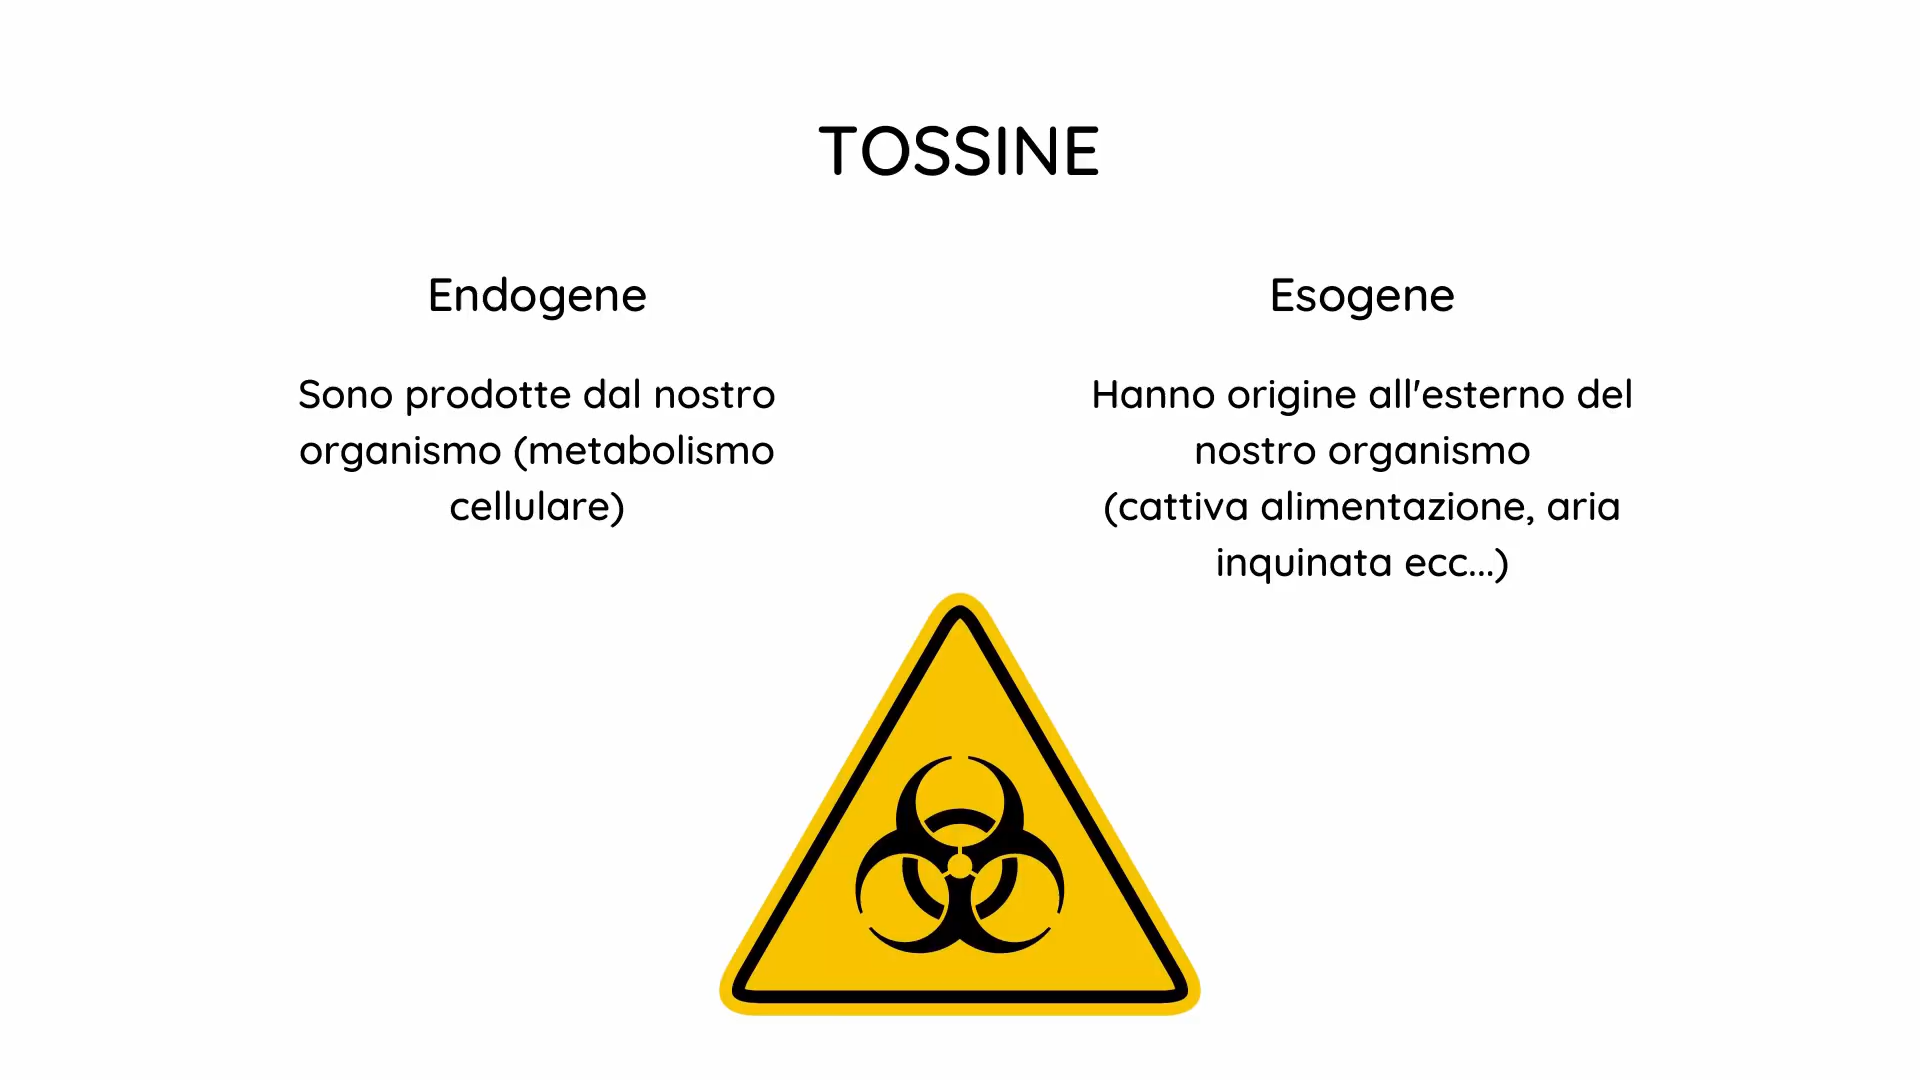 TOSSINE
Endogene
Sono prodotte dal nostro
organismo (metabolismo
cellulare)
Esogene
Hanno origine all'esterno del
nostro organismo
(cattiva alimentazione, aria
inquinata ecc...)